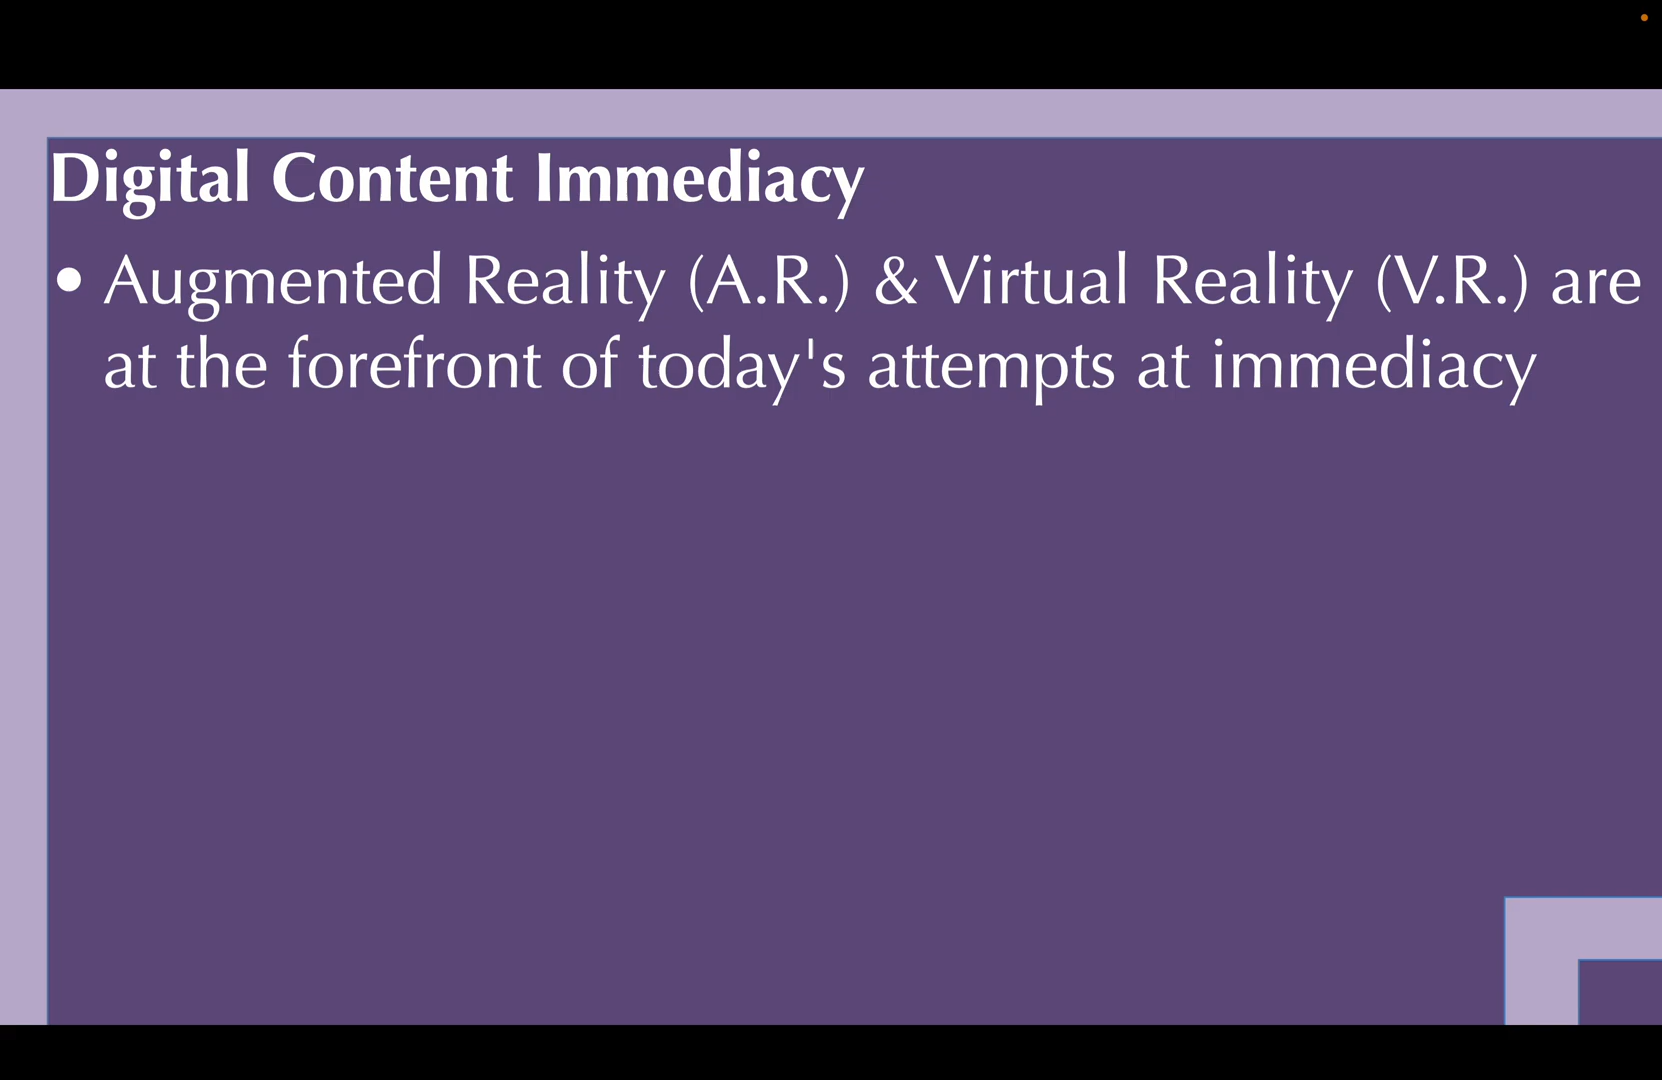 Digital Content Immediacy
• Augmented Reality (A.R.) & Virtual Reality (V.R.) are
at the forefront of today's attempts at immediacy